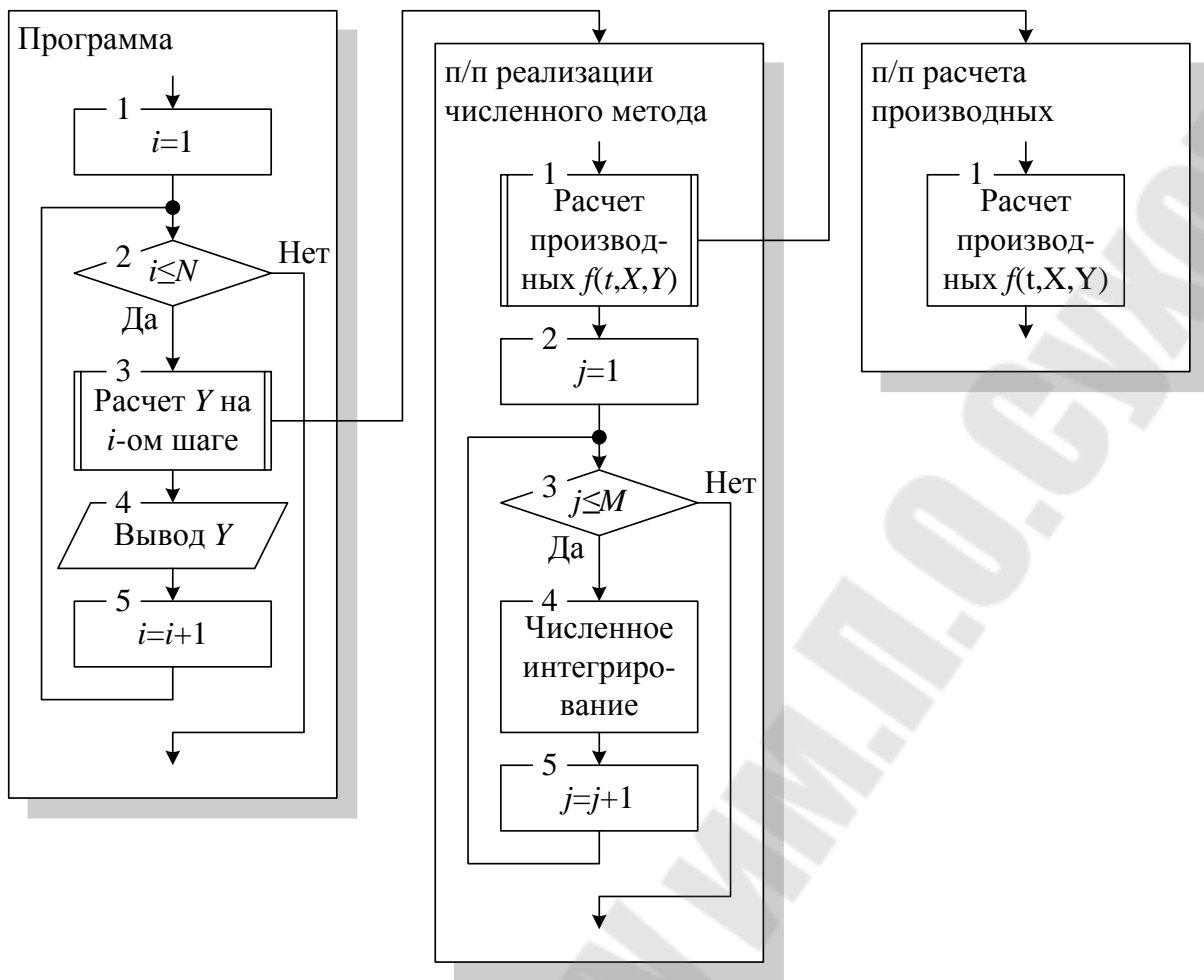 Программа
1
i=1
2
i≤N
Нет
Да
3
Расчет Y на
i-ом шаге
4
Вывод Y
5
i=i+1
п/п реализации
численного метода
1
Расчет
производ-
ных f(t,X,Y)
2
j=1
3
j≤M
Нет
Да
4
Численное
интегриро-
вание
5
j=j+1
п/п расчета
производных
1
Расчет
производ-
ных f(t,X,Y)
ИМ.П.О.